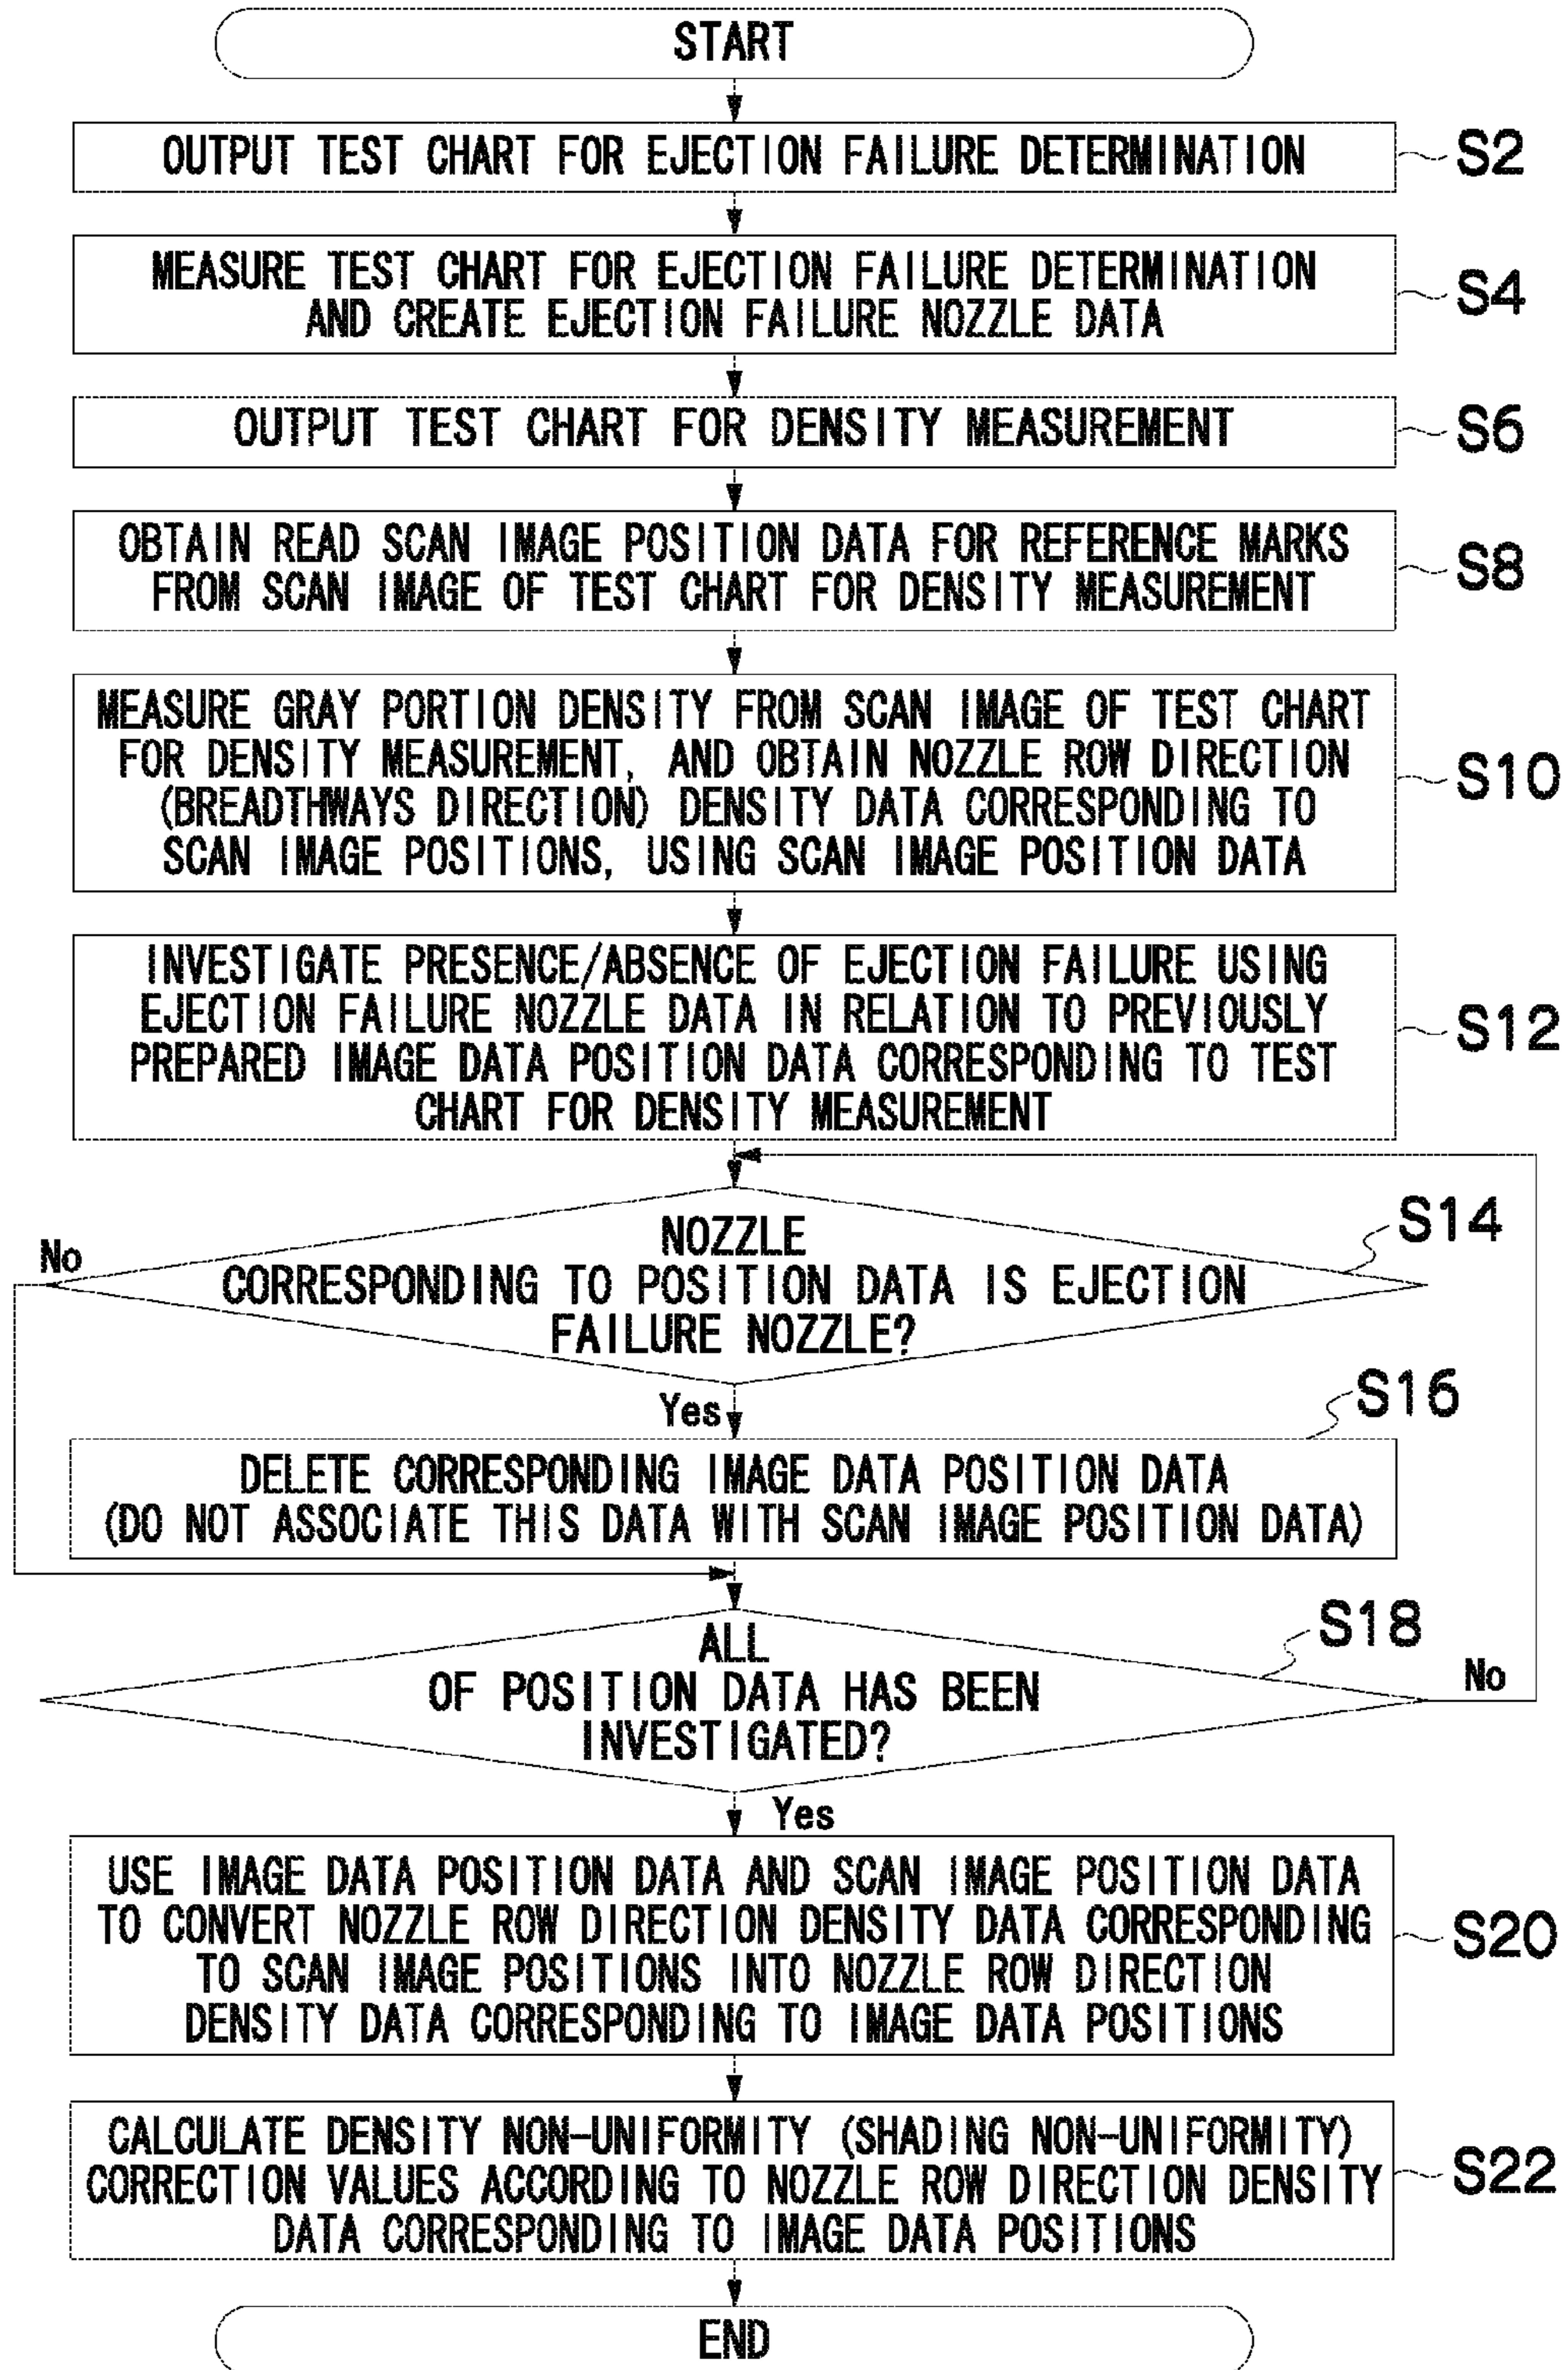 START
OUTPUT TEST CHART FOR EJECTION FAILURE DETERMINATION
S2
MEASURE TEST CHART FOR EJECTION FAILURE DETERMINATION
AND CREATE EJECTION FAILURE NOZZLE DATA
S4
OUTPUT TEST CHART FOR DENSITY MEASUREMENT
S6
OBTAIN READ SCAN IMAGE POSITION DATA FOR REFERENCE MARKS
FROM SCAN IMAGE OF TEST CHART FOR DENSITY MEASUREMENT
S8
MEASURE GRAY PORTION DENSITY FROM SCAN IMAGE OF TEST CHART
FOR DENSITY MEASUREMENT, AND OBTAIN NOZZLE ROW DIRECTION
(BREADTHWAYS DIRECTION) DENSITY DATA CORRESPONDING TO
SCAN IMAGE POSITIONS, USING SCAN IMAGE POSITION DATA
S10
INVESTIGATE PRESENCE/ABSENCE OF EJECTION FAILURE USING
EJECTION FAILURE NOZZLE DATA IN RELATION TO PREVIOUSLY
PREPARED IMAGE DATA POSITION DATA CORRESPONDING TO TEST
CHART FOR DENSITY MEASUREMENT
S12
NOZZLE
CORRESPONDING TO POSITION DATA IS EJECTION
FAILURE NOZZLE?
S14
No
Yes
DELETE CORRESPONDING IMAGE DATA POSITION DATA
(DO NOT ASSOCIATE THIS DATA WITH SCAN IMAGE POSITION DATA)
S16
ALL
OF POSITION DATA HAS BEEN
INVESTIGATED?
S18
No
Yes
USE IMAGE DATA POSITION DATA AND SCAN IMAGE POSITION DATA
TO CONVERT NOZZLE ROW DIRECTION DENSITY DATA CORRESPONDING
TO SCAN IMAGE POSITIONS INTO NOZZLE ROW DIRECTION
DENSITY DATA CORRESPONDING TO IMAGE DATA POSITIONS
S20
CALCULATE DENSITY NON-UNIFORMITY (SHADING NON-UNIFORMITY)
CORRECTION VALUES ACCORDING TO NOZZLE ROW DIRECTION DENSITY
DATA CORRESPONDING TO IMAGE DATA POSITIONS
S22
END